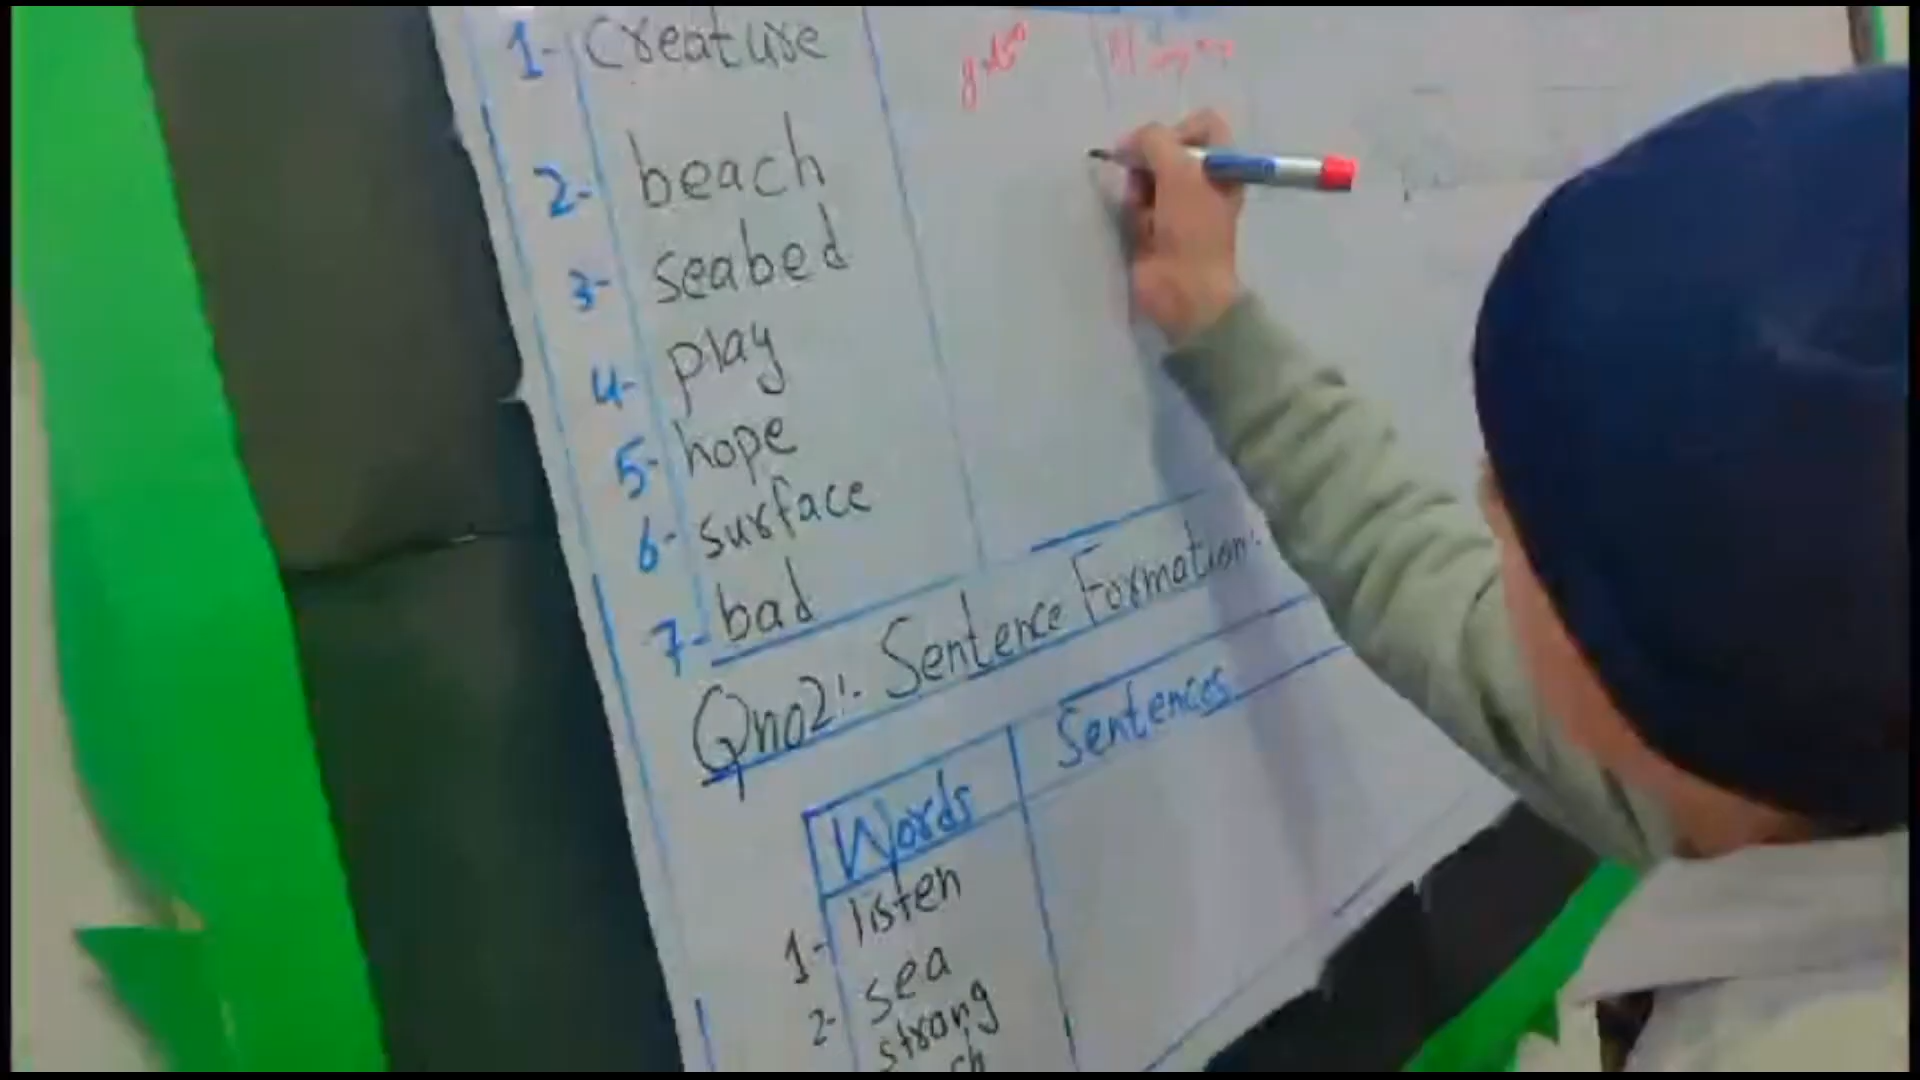 1- creature
2- beach
3- seabed
4- play
5- hope
6- surface
7- bad
Qno2:- Sentence Formation:-
Words Sentences
1- listen
2- sea
strong